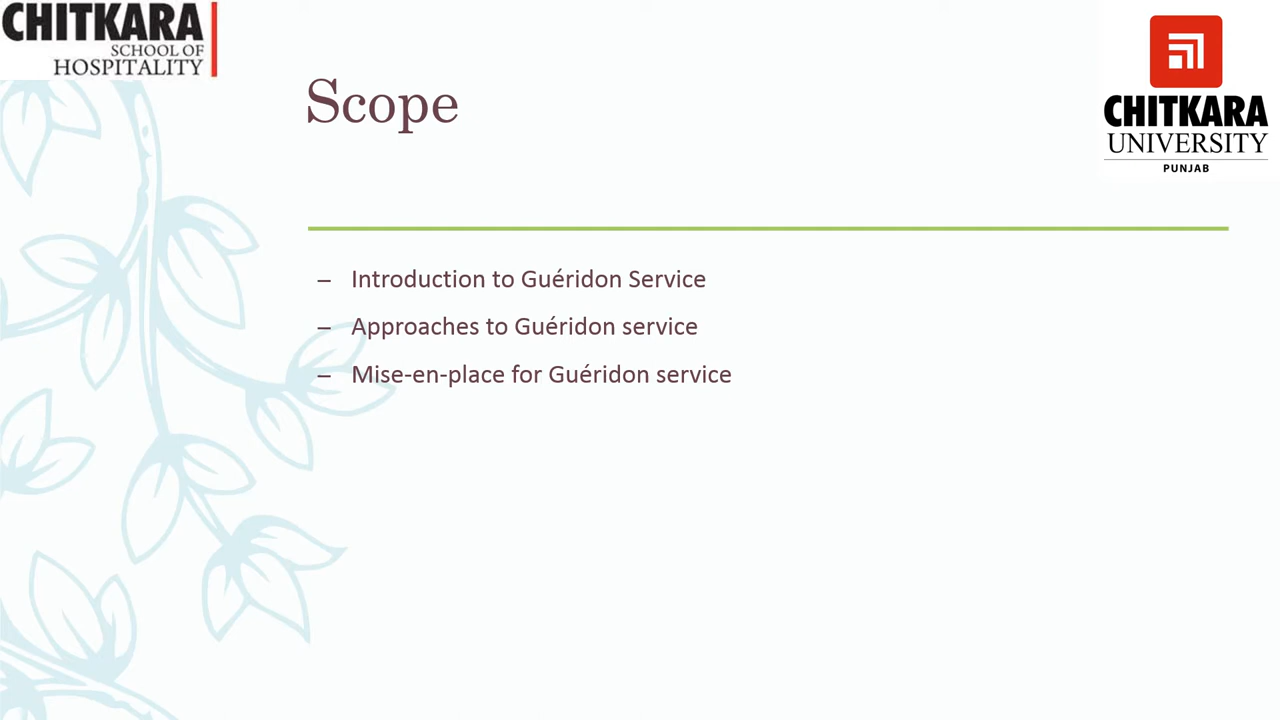 CHITKARA
SCHOOL OF
HOSPITALITY
Scope
CHITKARA
UNIVERSITY
PUNJAB
– Introduction to Guéridon Service
– Approaches to Guéridon service
– Mise-en-place for Guéridon service